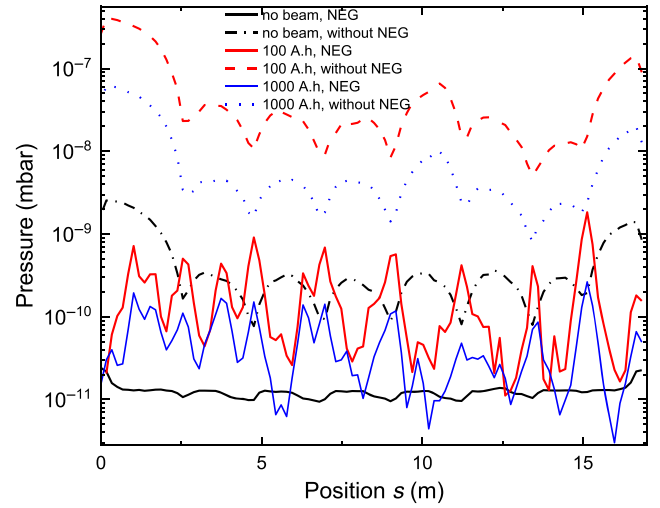 no beam, NEG
no beam, without NEG
100 A.h, NEG
100 A.h, without NEG
1000 A.h, NEG
1000 A.h, without NEG
10⁻⁷
10⁻⁸
10⁻⁹
10⁻¹⁰
10⁻¹¹
Pressure (mbar)
0 5 10 15
Position s (m)